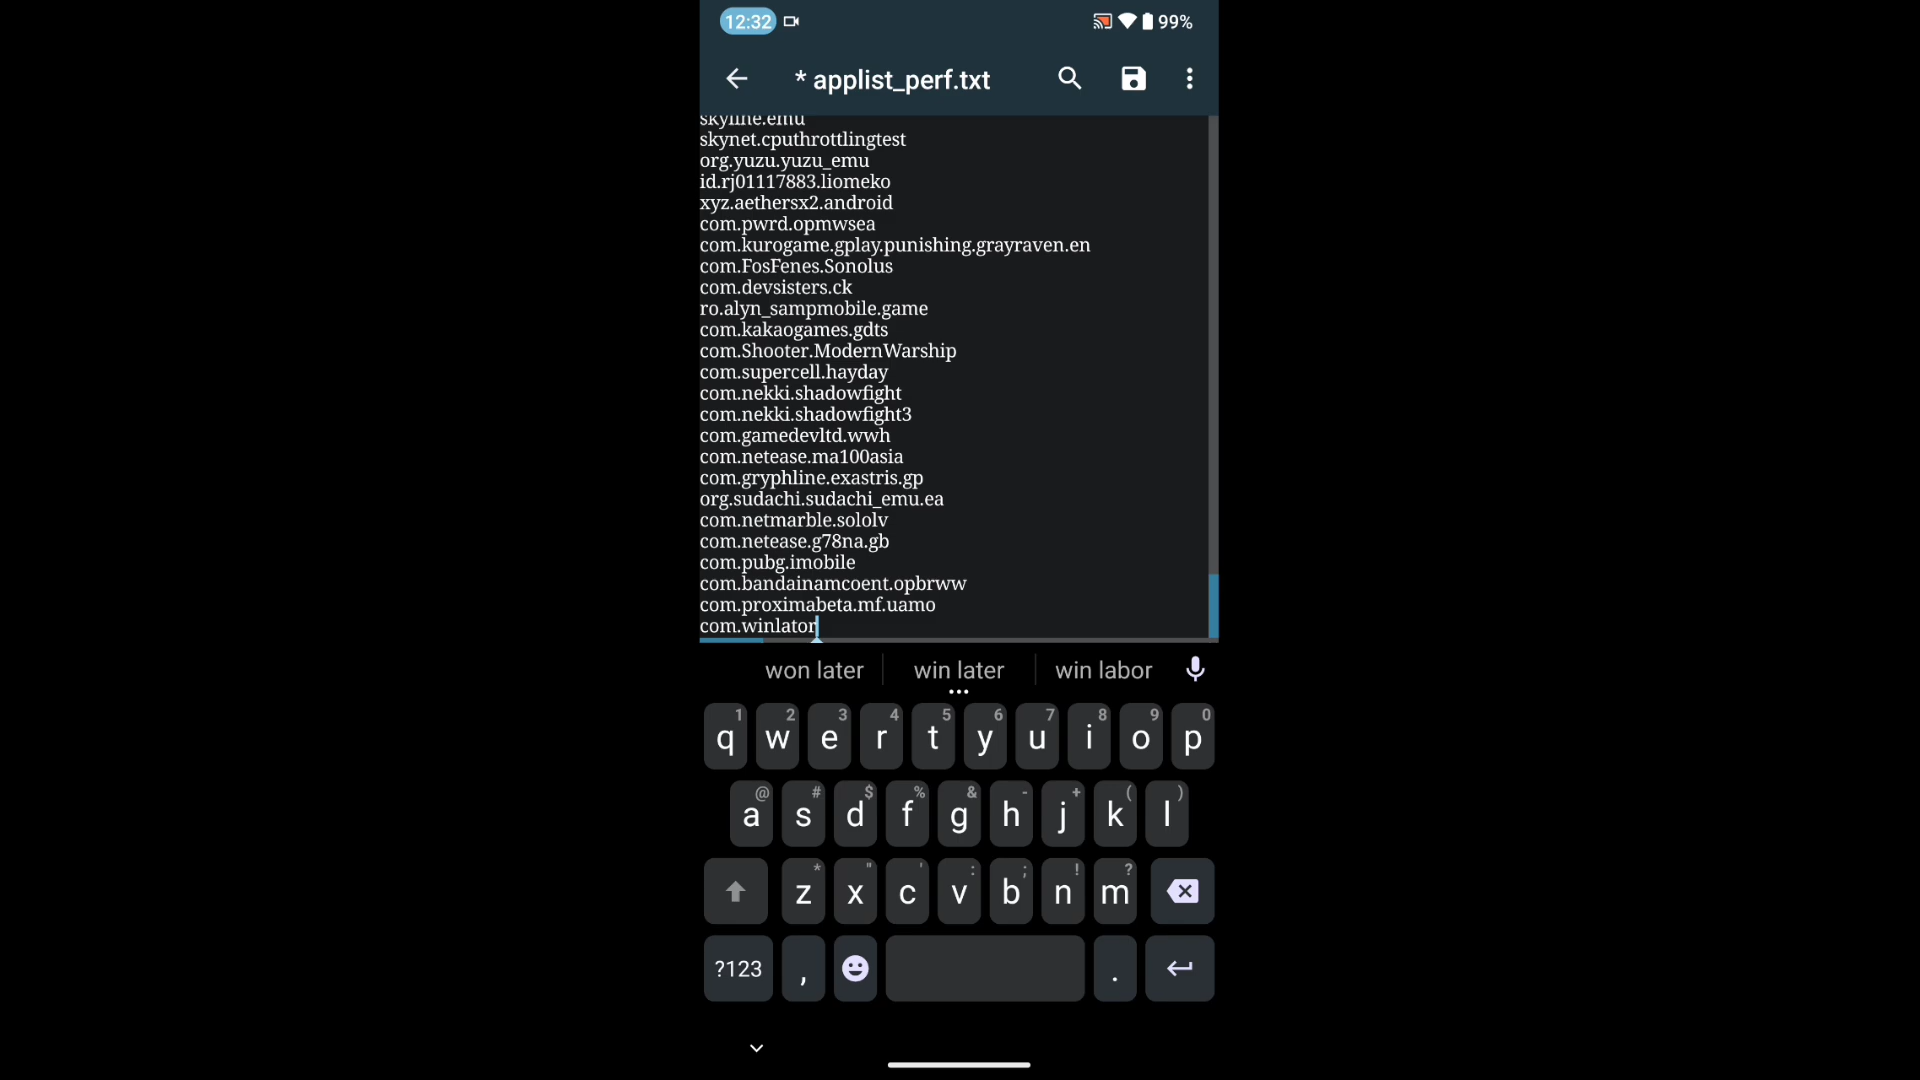 12:32
99%
* applist_perf.txt
skyline.emu
skynet.cputhrottlingtest
org.yuzu.yuzu_emu
id.rj01117883.liomeko
xyz.aethersx2.android
com.pwrd.opmwsea
com.kurogame.gplay.punishing.grayraven.en
com.FosFenes.Sonolus
com.devsisters.ck
ro.alyn_sampmobile.game
com.kakaogames.gdts
com.Shooter.ModernWarship
com.supercell.hayday
com.nekki.shadowfight
com.nekki.shadowfight3
com.gamedevltd.wwh
com.netease.ma100asia
com.gryphline.exastris.gp
org.sudachi.sudachi_emu.ea
com.netmarble.sololv
com.netease.g78na.gb
com.pubg.imobile
com.bandainamcoent.opbrww
com.proximabeta.mf.uamo
com.winlator
won later win later win labor
1 2 3 4 5 6 7 8 9 0
q w e r t y u i o p
@ # $ % & - + ( )
a s d f g h j k l
* " ' : ; ! ?
z x c v b n m
?123 , .